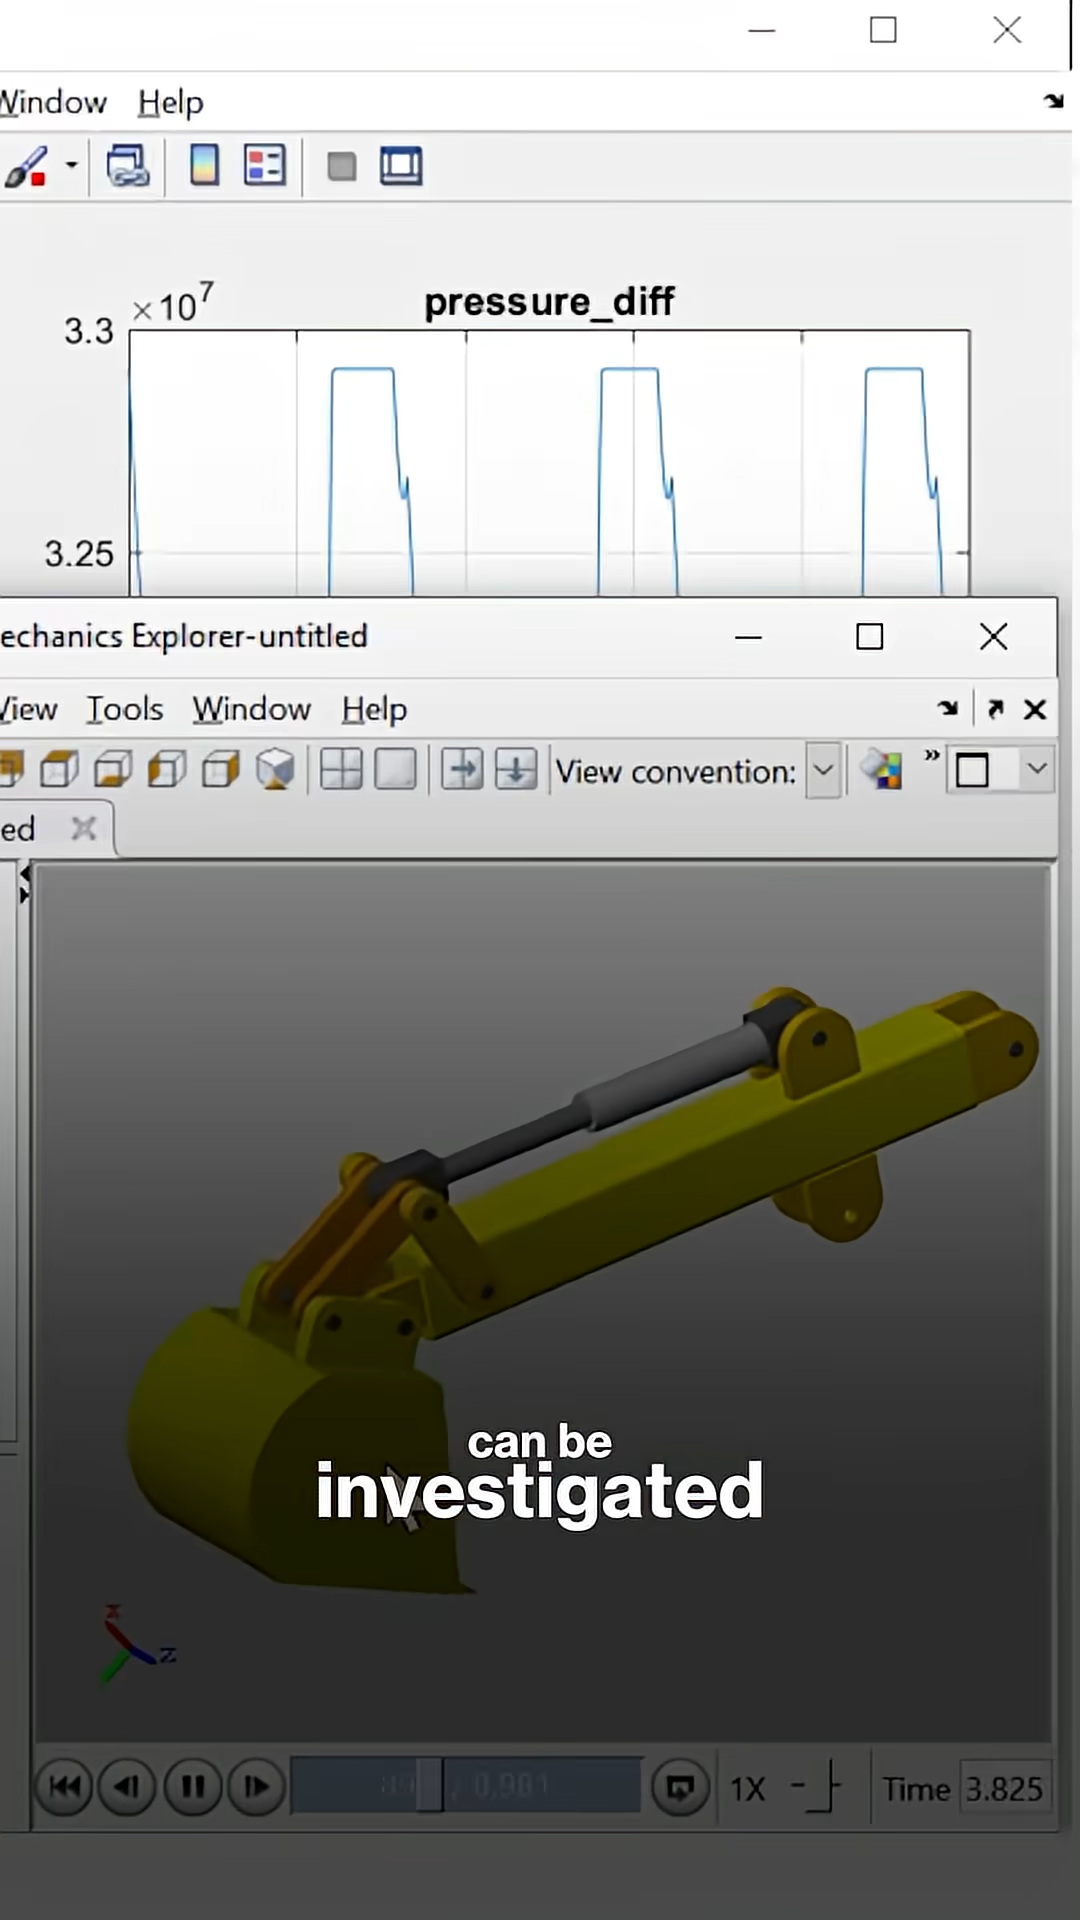 Window Help
×10⁷
pressure_diff
3.3
3.25
echanics Explorer-untitled
View Tools Window Help
View convention:
»
ed
can be
investigated
X
Z
1X
Time 3.825